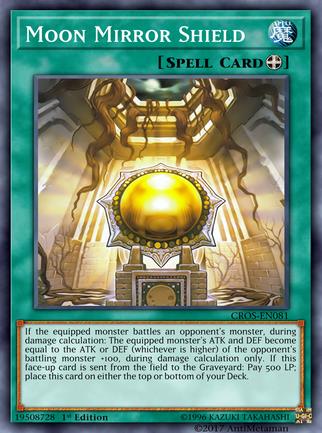 Moon Mirror Shield
[Spell Card]
CROS-EN081
If the equipped monster battles an opponent's monster, during
damage calculation: The equipped monster's ATK and DEF become
equal to the ATK or DEF (whichever is higher) of the opponent's
battling monster +100, during damage calculation only. If this
face-up card is sent from the field to the Graveyard: Pay 500 LP;
place this card on either the top or bottom of your Deck.
19508728 1st Edition ©1996 KAZUKI TAKAHASHI
©2017 AntiMetaman